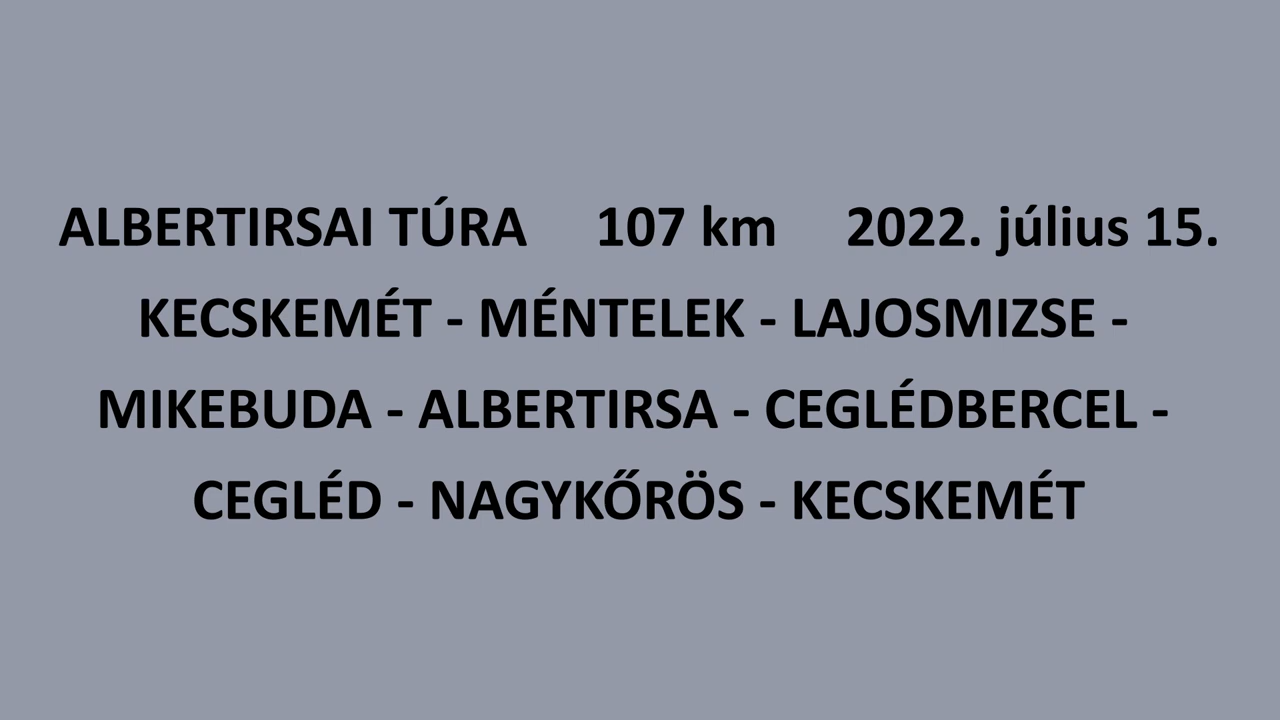 ALBERTIRSAI TÚRA 107 km 2022. július 15.
KECSKEMÉT - MÉNTELEK - LAJOSMIZSE -
MIKEBUDA - ALBERTIRSA - CEGLÉDBERCEL -
CEGLÉD - NAGYKŐRÖS - KECSKEMÉT